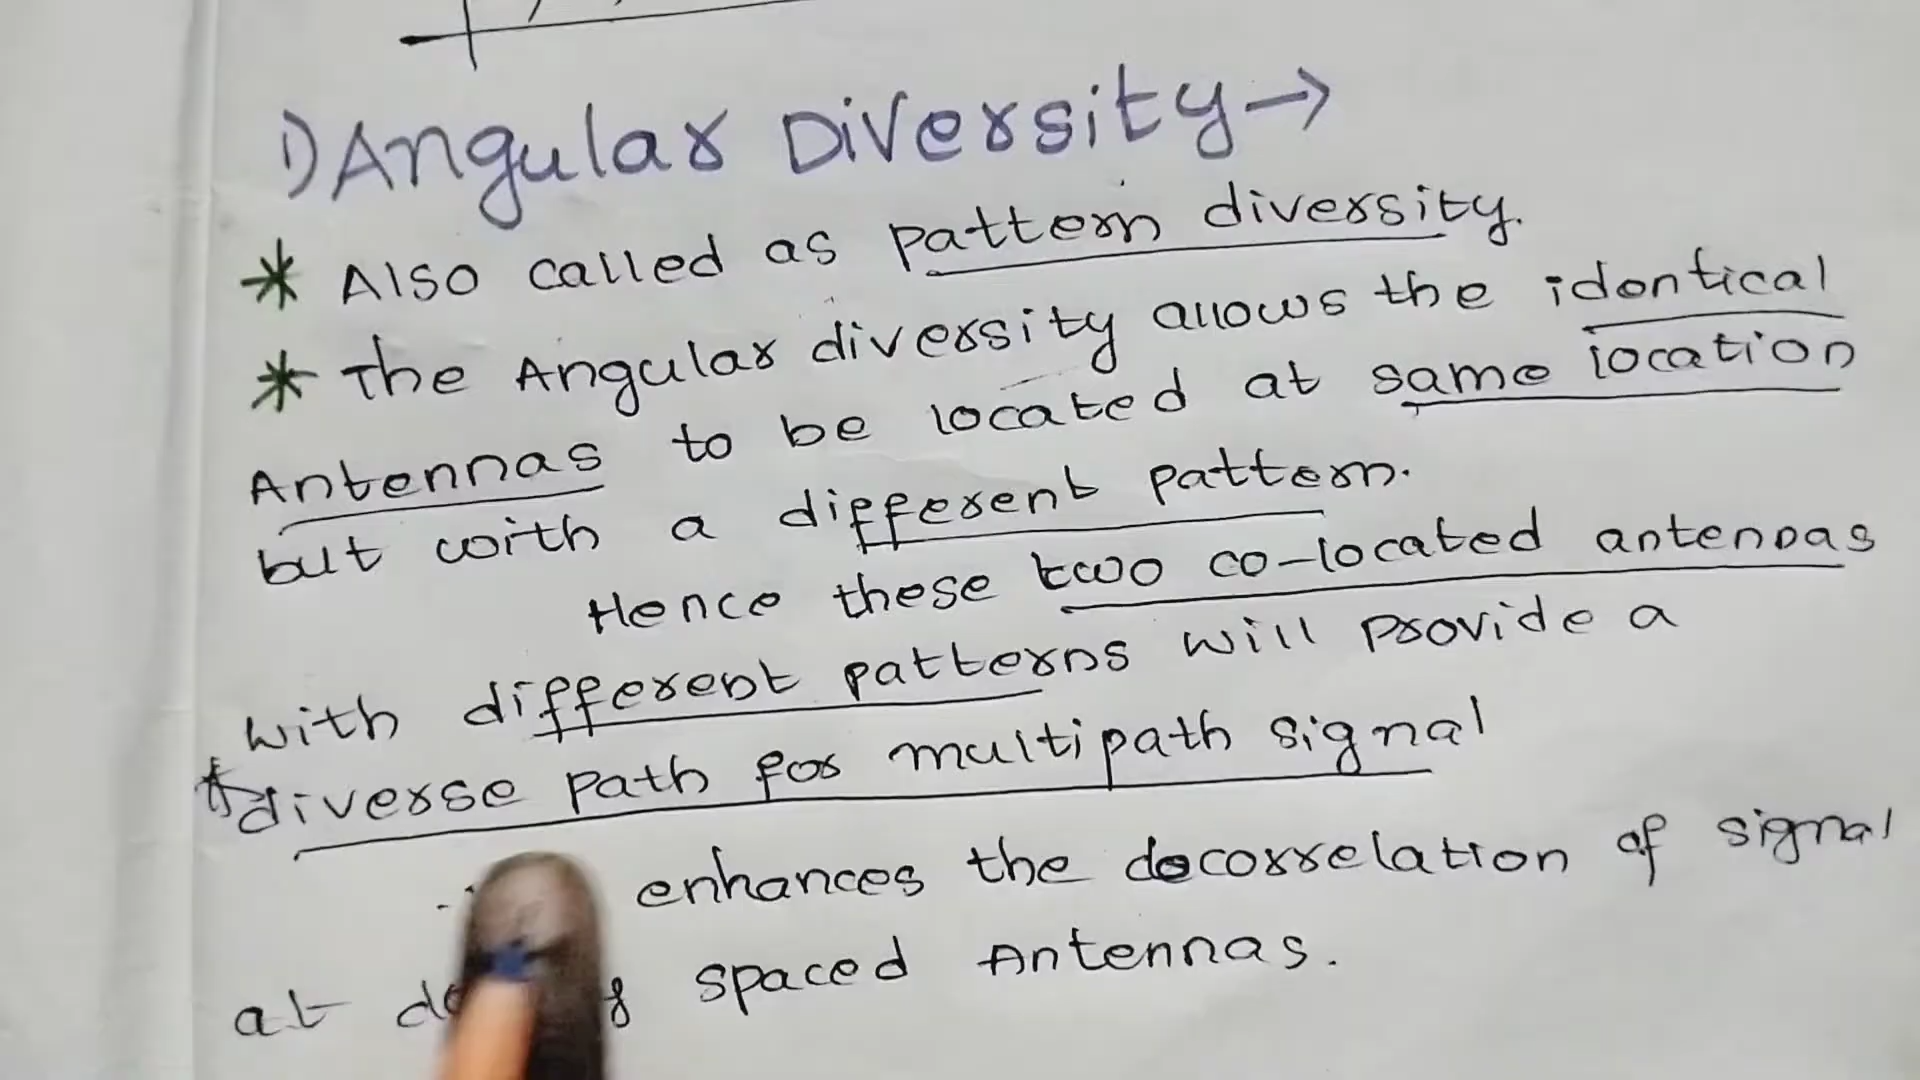 1) Angular Diversity →
* Also called as pattern diversity.
* The Angular diversity allows the identical
Antennas to be located at same location
but with a different pattern.
Hence these two co-located antennas
with different patterns will provide a
* diverse path for multipath signal
enhances the decorrelation of signal
at spaced Antennas.